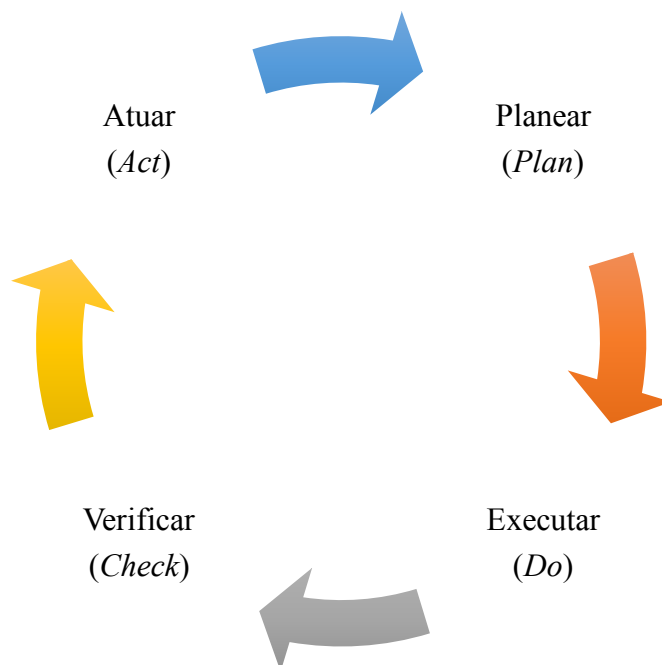 Atuar
(Act)
Planear
(Plan)
Verificar
(Check)
Executar
(Do)